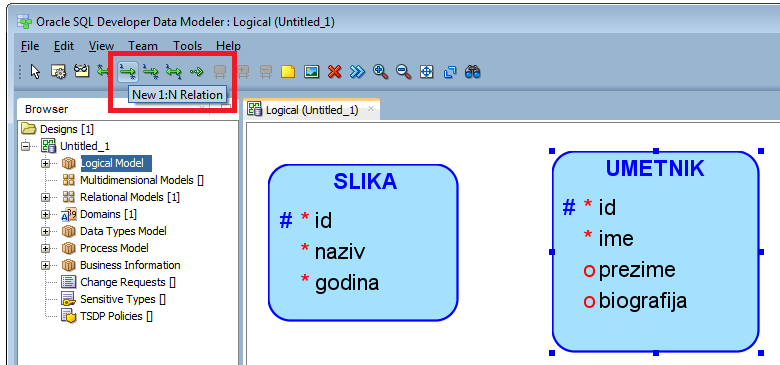 Oracle SQL Developer Data Modeler : Logical (Untitled_1)
File Edit View Team Tools Help
New 1:N Relation
Browser
Designs [1]
Untitled_1
Logical Model
Multidimensional Models []
Relational Models [1]
Domains [1]
Data Types Model
Process Model
Business Information
Change Requests []
Sensitive Types []
TSDP Policies []
Logical (Untitled_1)
SLIKA
# * id
* naziv
* godina
UMETNIK
# * id
* ime
o prezime
o biografija